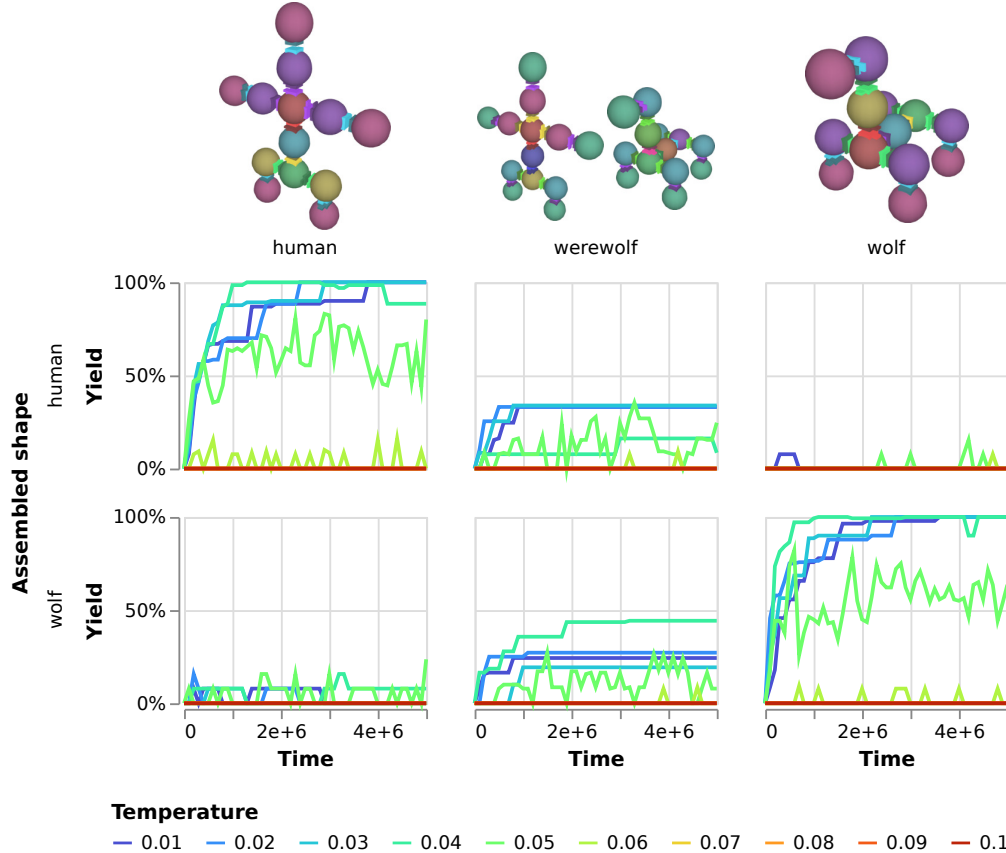 human werewolf wolf
Assembled shape
human
Yield
100%
50%
0%
wolf
Yield
100%
50%
0%
0 2e+6 4e+6 0 2e+6 4e+6 0 2e+6 4e+6
Time Time Time
Temperature
0.01 0.02 0.03 0.04 0.05 0.06 0.07 0.08 0.09 0.1